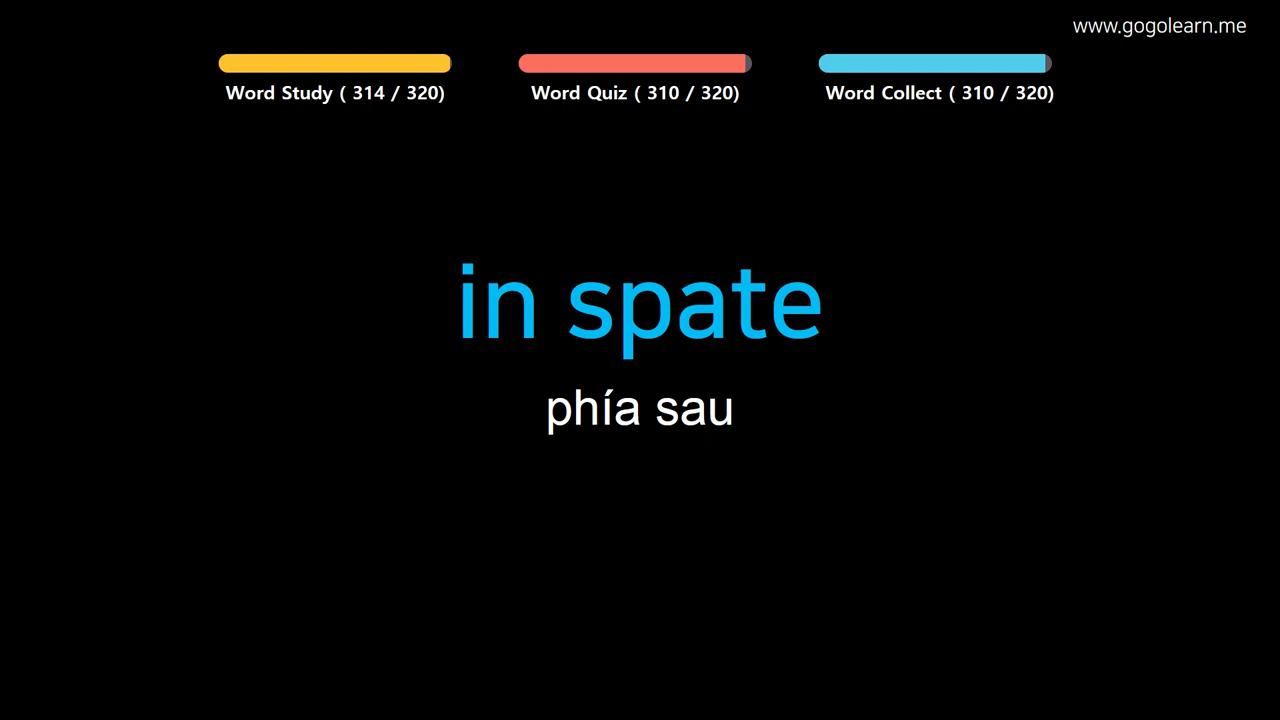 www.gogolearn.me
Word Study ( 314 / 320)
Word Quiz ( 310 / 320)
Word Collect ( 310 / 320)
in spate
phía sau